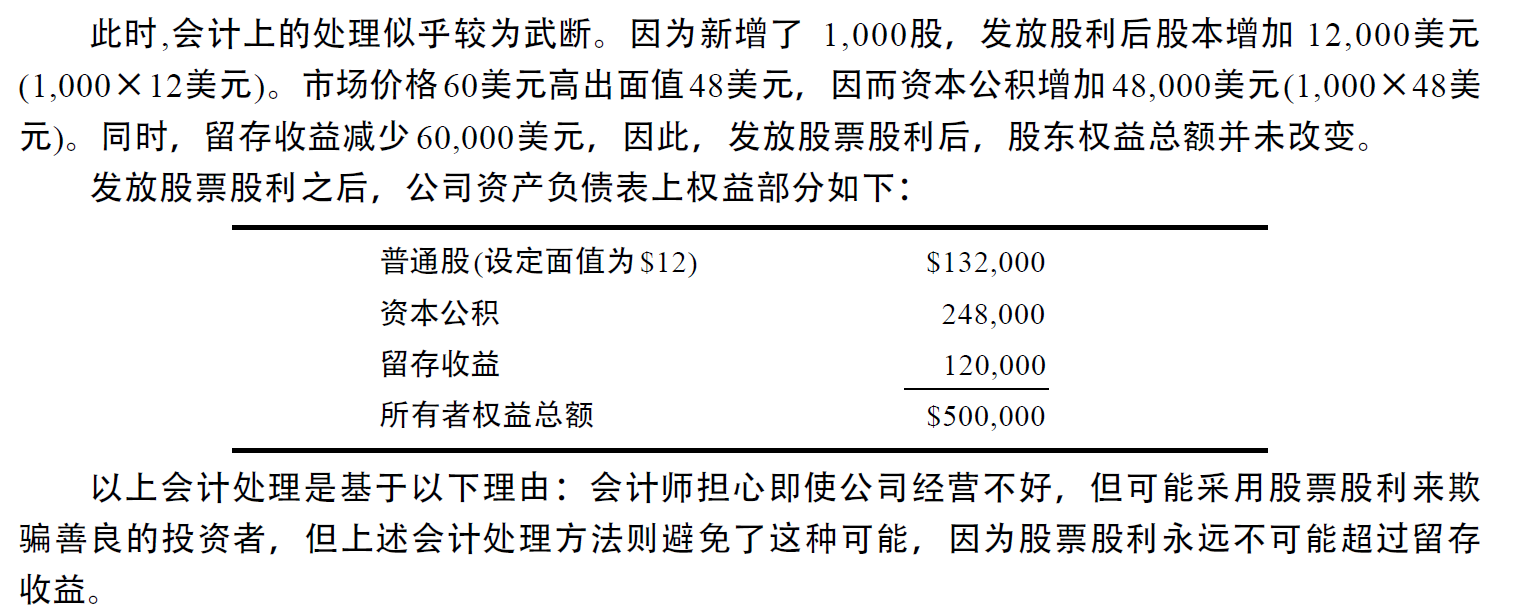 此时,会计上的处理似乎较为武断。因为新增了 1,000股，发放股利后股本增加 12,000美元
(1,000×12美元)。市场价格60美元高出面值48美元，因而资本公积增加48,000美元(1,000×48美
元)。同时，留存收益减少60,000美元，因此，发放股票股利后，股东权益总额并未改变。
发放股票股利之后，公司资产负债表上权益部分如下：
普通股(设定面值为$12) $132,000
资本公积 248,000
留存收益 120,000
所有者权益总额 $500,000
以上会计处理是基于以下理由：会计师担心即使公司经营不好，但可能采用股票股利来欺
骗善良的投资者，但上述会计处理方法则避免了这种可能，因为股票股利永远不可能超过留存
收益。